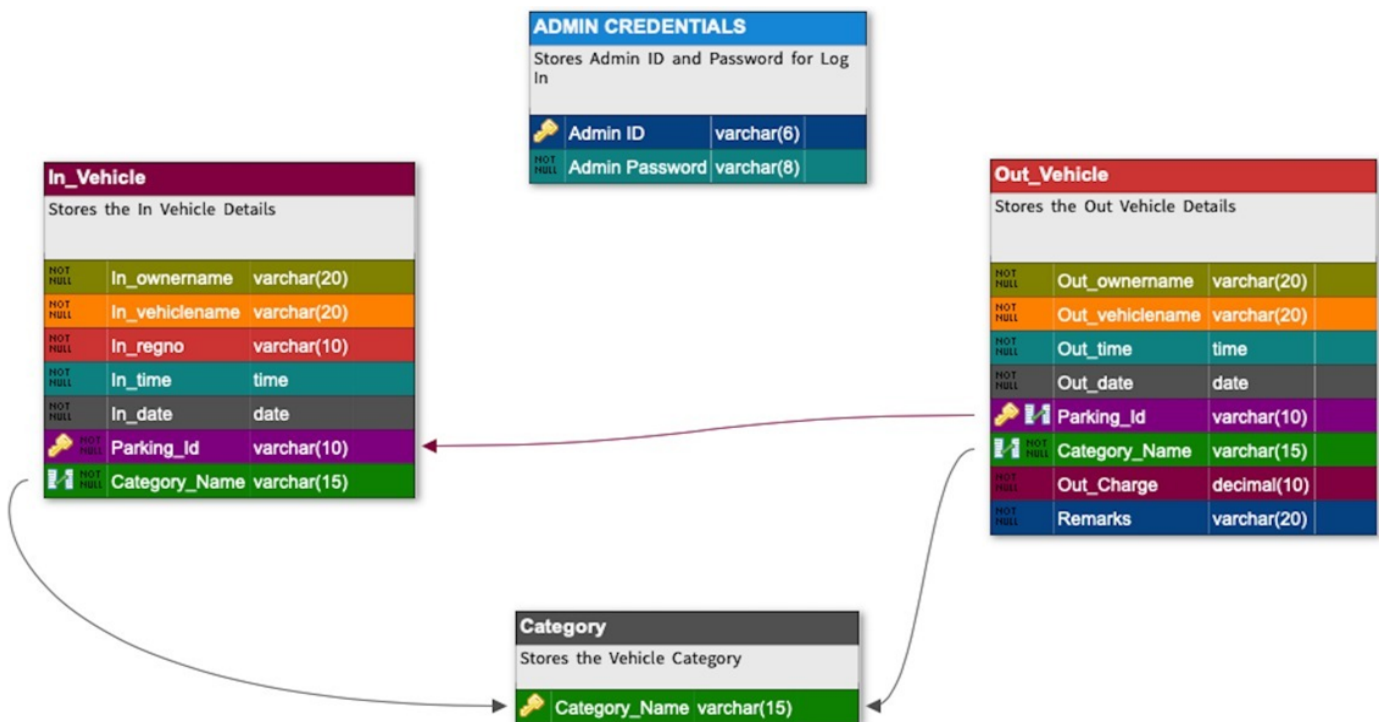 ADMIN CREDENTIALS
Stores Admin ID and Password for Log
In
Admin ID varchar(6)
NOT NULL Admin Password varchar(8)
In_Vehicle
Stores the In Vehicle Details
NOT NULL In_ownername varchar(20)
NOT NULL In_vehiclename varchar(20)
NOT NULL In_regno varchar(10)
NOT NULL In_time time
NOT NULL In_date date
NOT NULL Parking_Id varchar(10)
NOT NULL Category_Name varchar(15)
Out_Vehicle
Stores the Out Vehicle Details
NOT NULL Out_ownername varchar(20)
NOT NULL Out_vehiclename varchar(20)
NOT NULL Out_time time
NOT NULL Out_date date
Parking_Id varchar(10)
NOT NULL Category_Name varchar(15)
NOT NULL Out_Charge decimal(10)
NOT NULL Remarks varchar(20)
Category
Stores the Vehicle Category
Category_Name varchar(15)